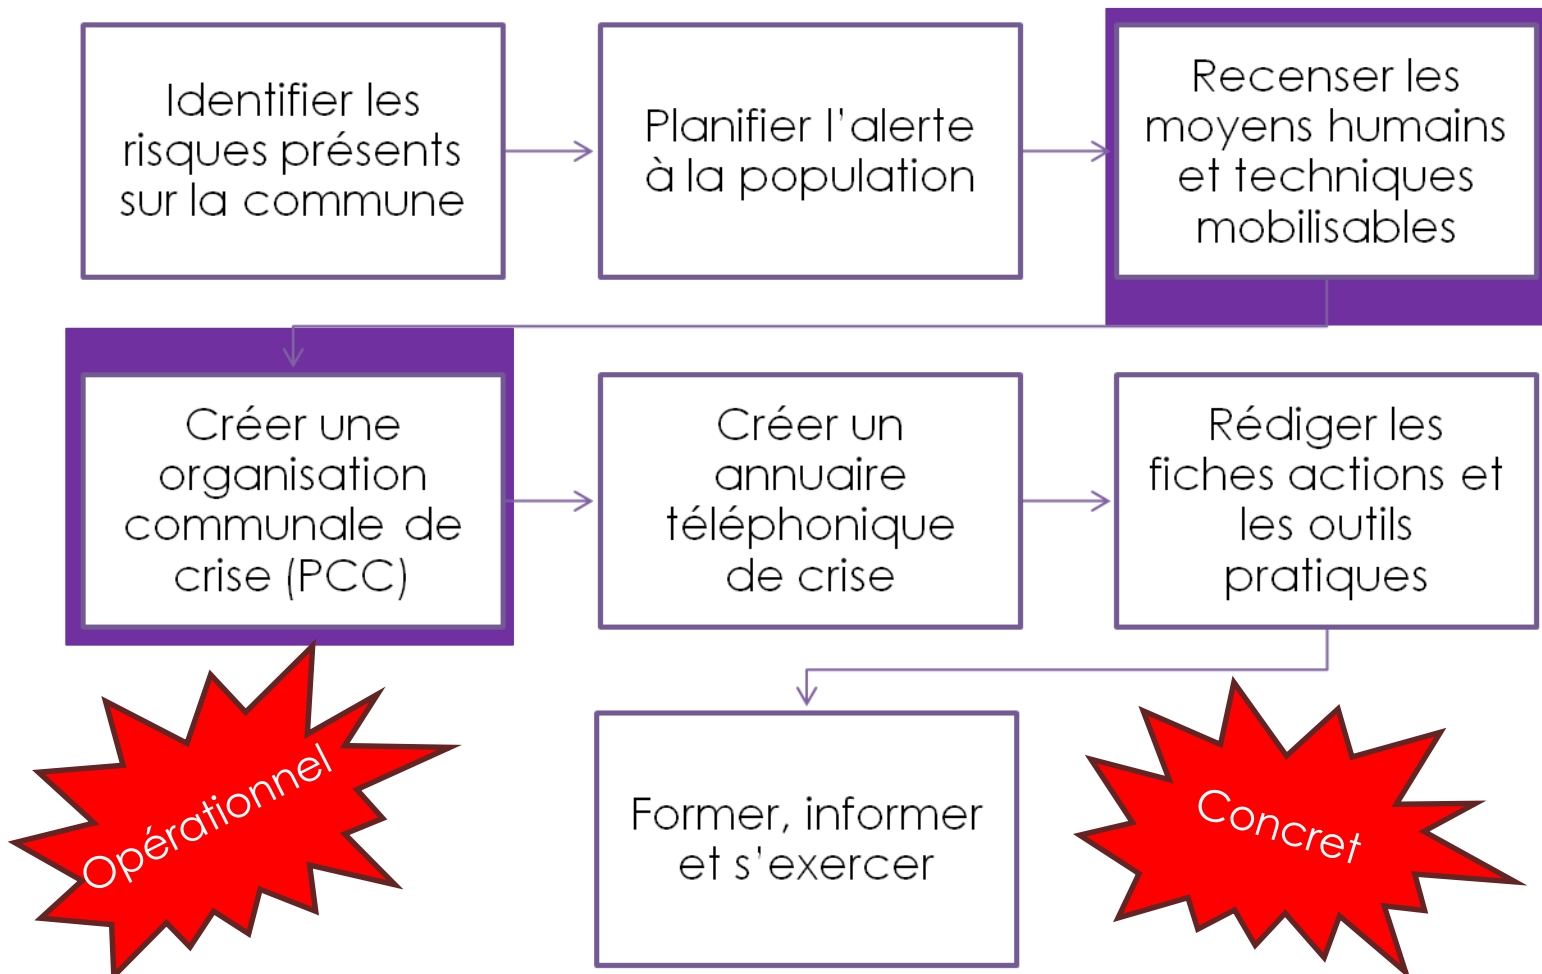 Identifier les
risques présents
sur la commune
Planifier l'alerte
à la population
Recenser les
moyens humains
et techniques
mobilisables
Créer une
organisation
communale de
crise (PCC)
Créer un
annuaire
téléphonique
de crise
Rédiger les
fiches actions et
les outils
pratiques
Opérationnel
Former, informer
et s'exercer
Concret